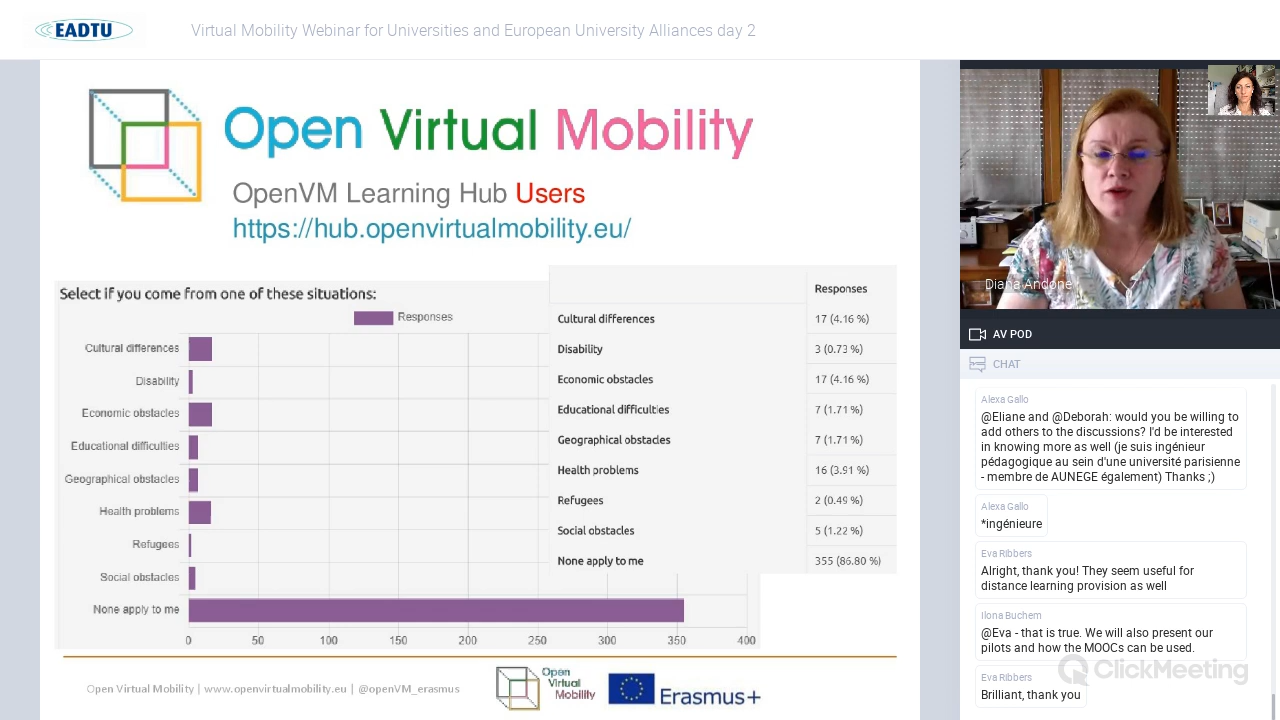 EADTU
Virtual Mobility Webinar for Universities and European University Alliances day 2
Open Virtual Mobility
OpenVM Learning Hub Users
https://hub.openvirtualmobility.eu/
Select if you come from one of these situations:
Responses
Cultural differences
Disability
Economic obstacles
Educational difficulties
Geographical obstacles
Health problems
Refugees
Social obstacles
None apply to me
0 50 100 150 200 250 300 350 400
Responses
Cultural differences 17 (4.16 %)
Disability 3 (0.73 %)
Economic obstacles 17 (4.16 %)
Educational difficulties 7 (1.71 %)
Geographical obstacles 7 (1.71 %)
Health problems 16 (3.91 %)
Refugees 2 (0.49 %)
Social obstacles 5 (1.22 %)
None apply to me 355 (86.80 %)
Open Virtual Mobility | www.openvirtualmobility.eu | @openVM_erasmus
Open
Virtual
Mobility
Erasmus+
Diana Andone
AV POD
CHAT
Alexa Gallo
@Eliane and @Deborah: would you be willing to
add others to the discussions? I'd be interested
in knowing more as well (je suis ingénieur
pédagogique au sein d'une université parisienne
- membre de AUNEGE également) Thanks ;)
Alexa Gallo
*ingénieure
Eva Ribbers
Alright, thank you! They seem useful for
distance learning provision as well
Ilona Buchem
@Eva - that is true. We will also present our
pilots and how the MOOCs can be used.
ClickMeeting
Eva Ribbers
Brilliant, thank you